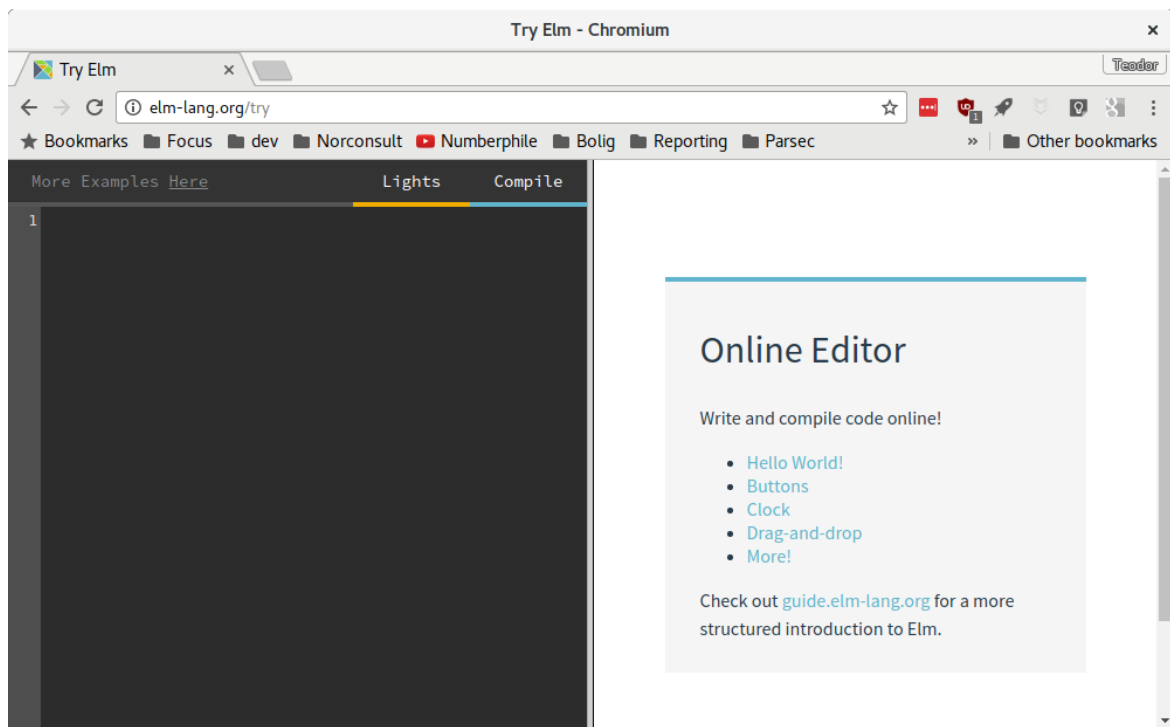 Try Elm - Chromium
Try Elm
Teodor
elm-lang.org/try
1
Bookmarks Focus dev Norconsult Numberphile Bolig Reporting Parsec » Other bookmarks
More Examples Here Lights Compile
1
Online Editor
Write and compile code online!
Hello World!
Buttons
Clock
Drag-and-drop
More!
Check out guide.elm-lang.org for a more
structured introduction to Elm.